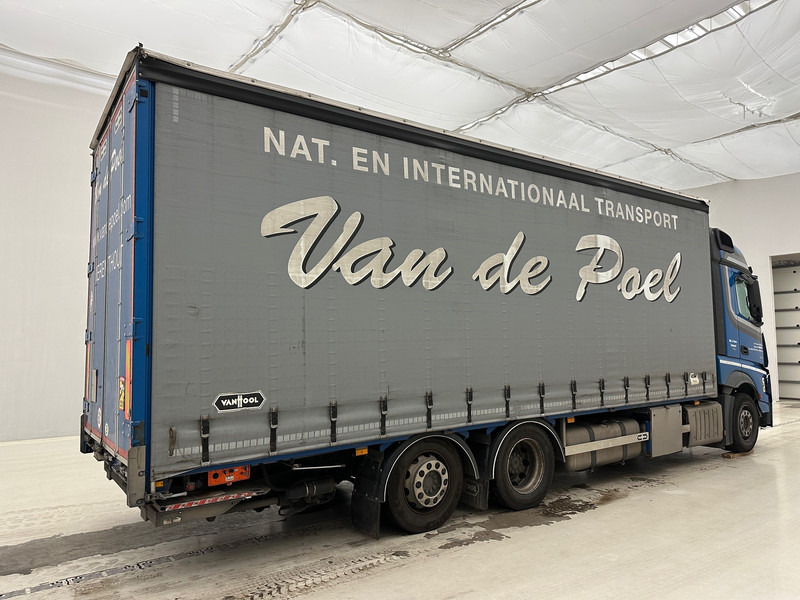 NAT. EN INTERNATIONAAL TRANSPORT
Van de Poel
VANHOOL